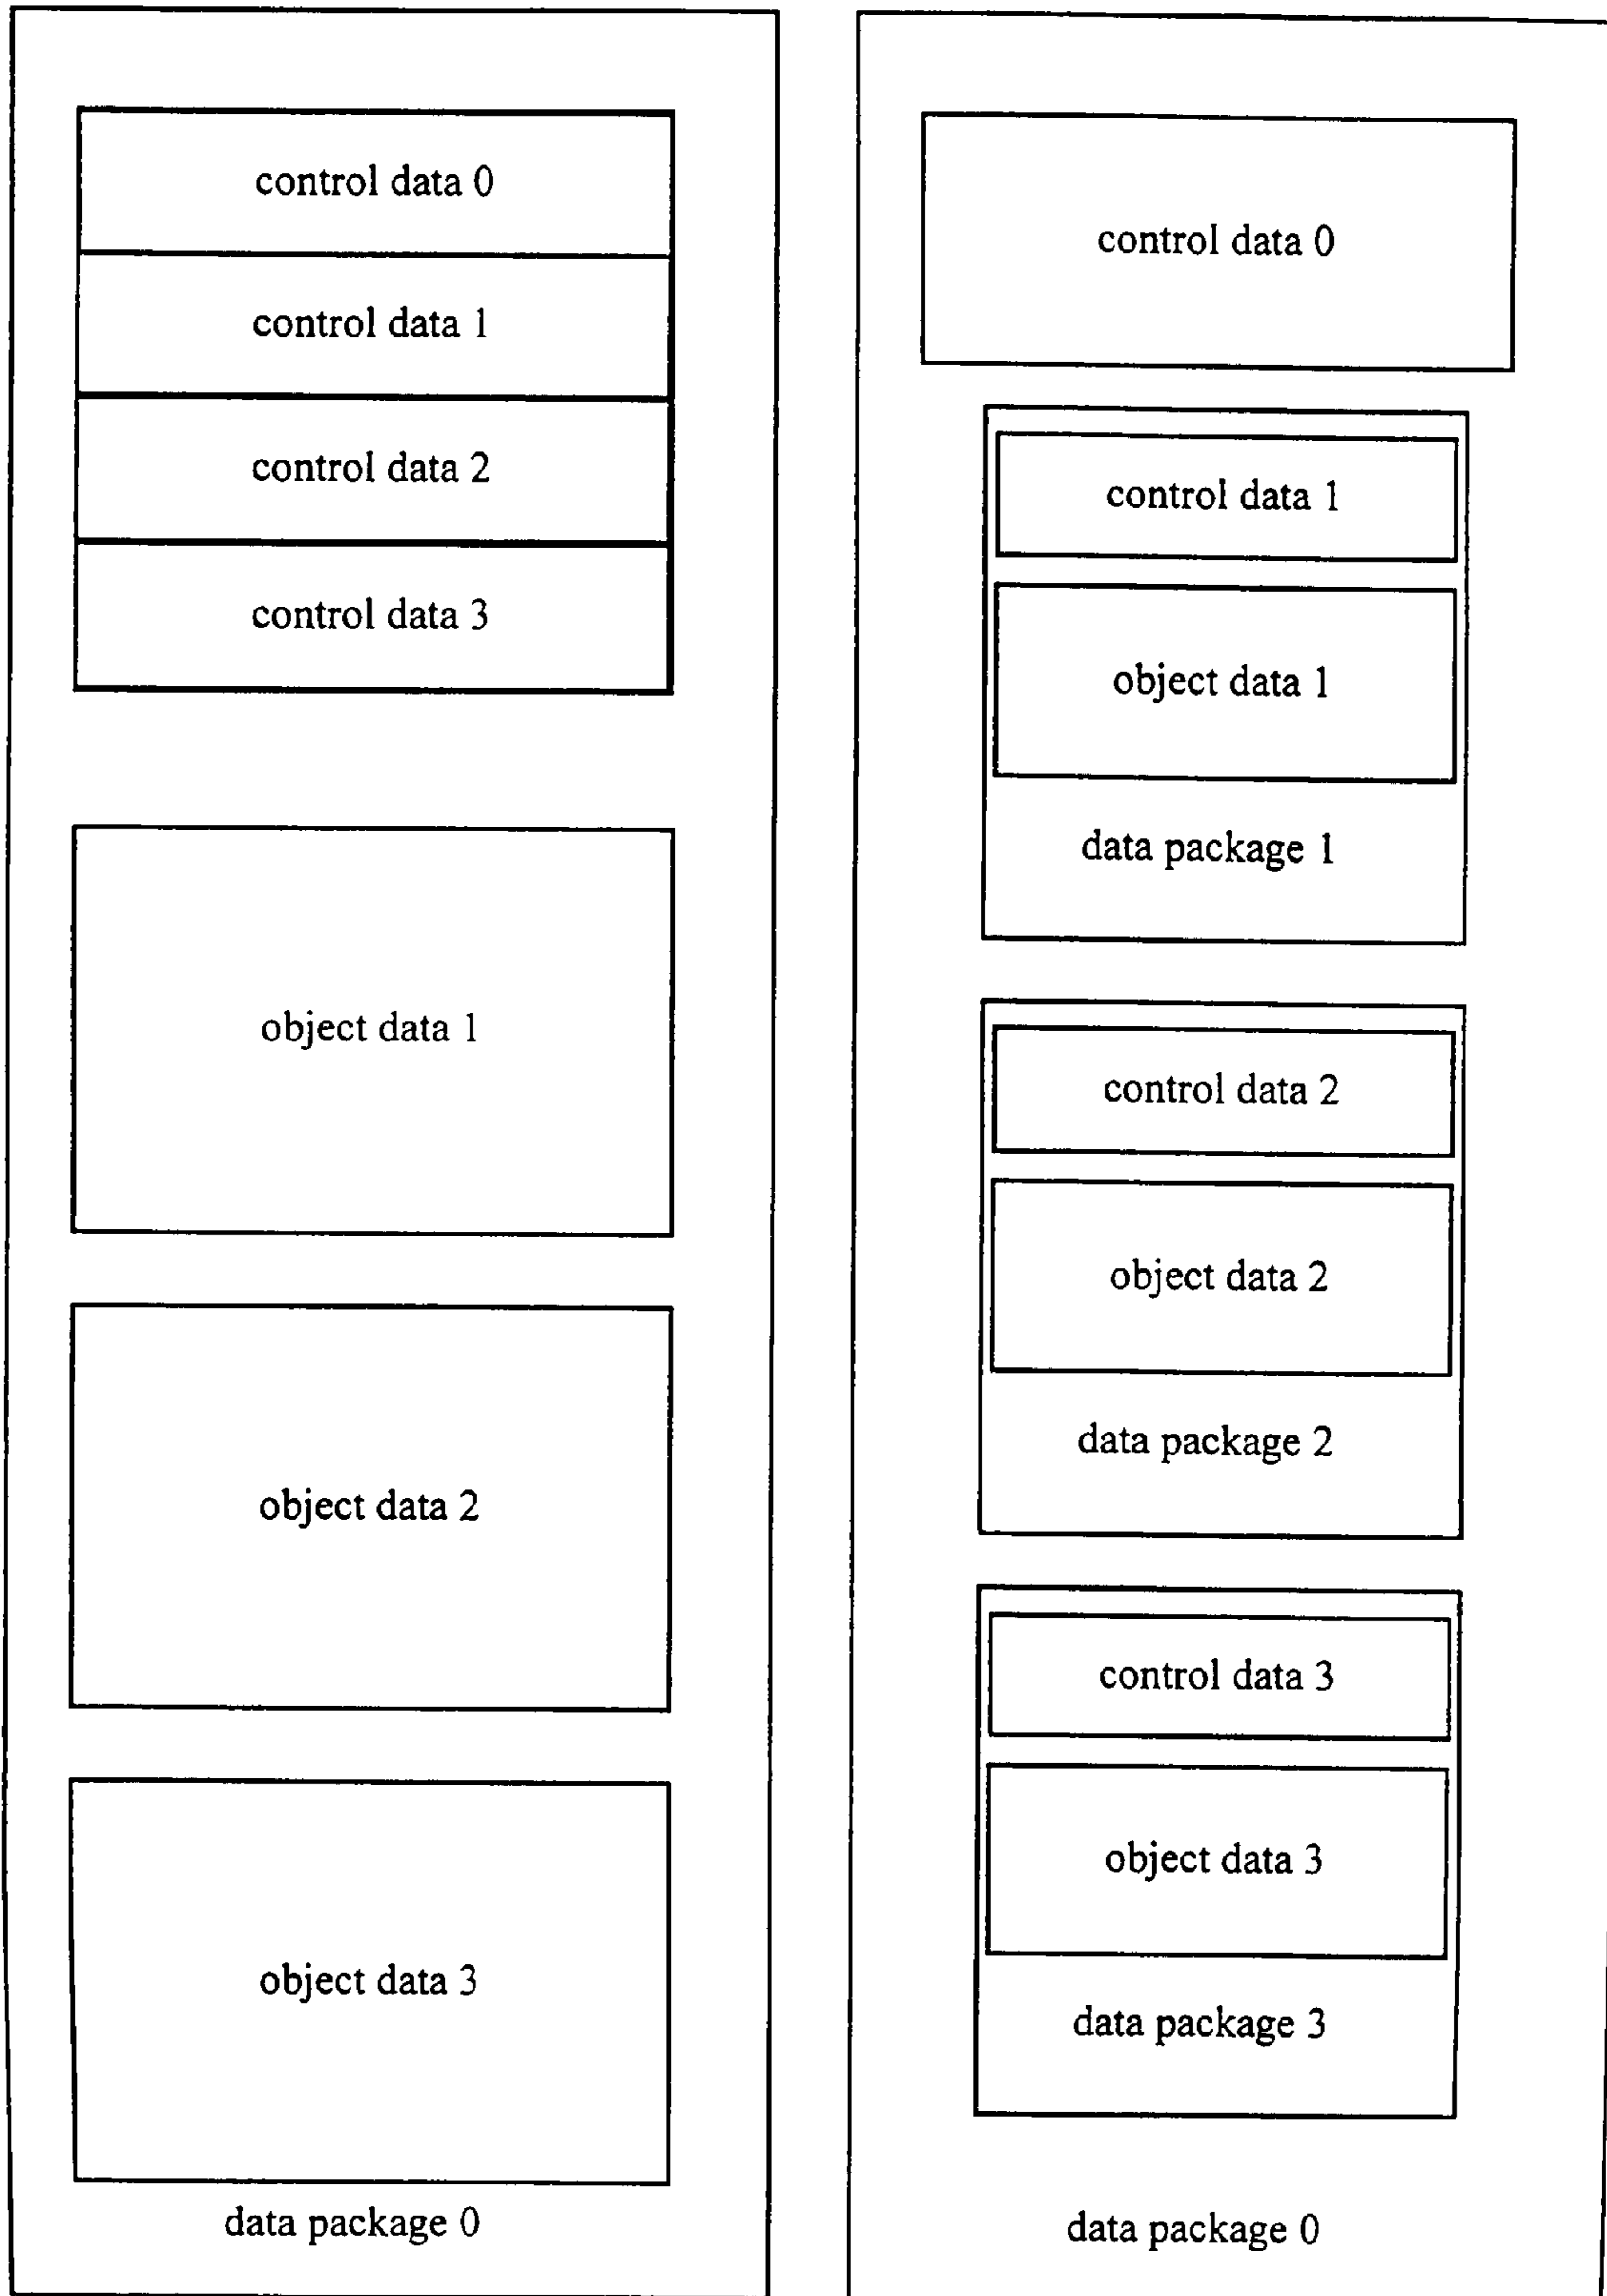 control data 0
control data 1
control data 2
control data 3
object data 1
object data 2
object data 3
data package 0
control data 0
control data 1
object data 1
data package 1
control data 2
object data 2
data package 2
control data 3
object data 3
data package 3
data package 0